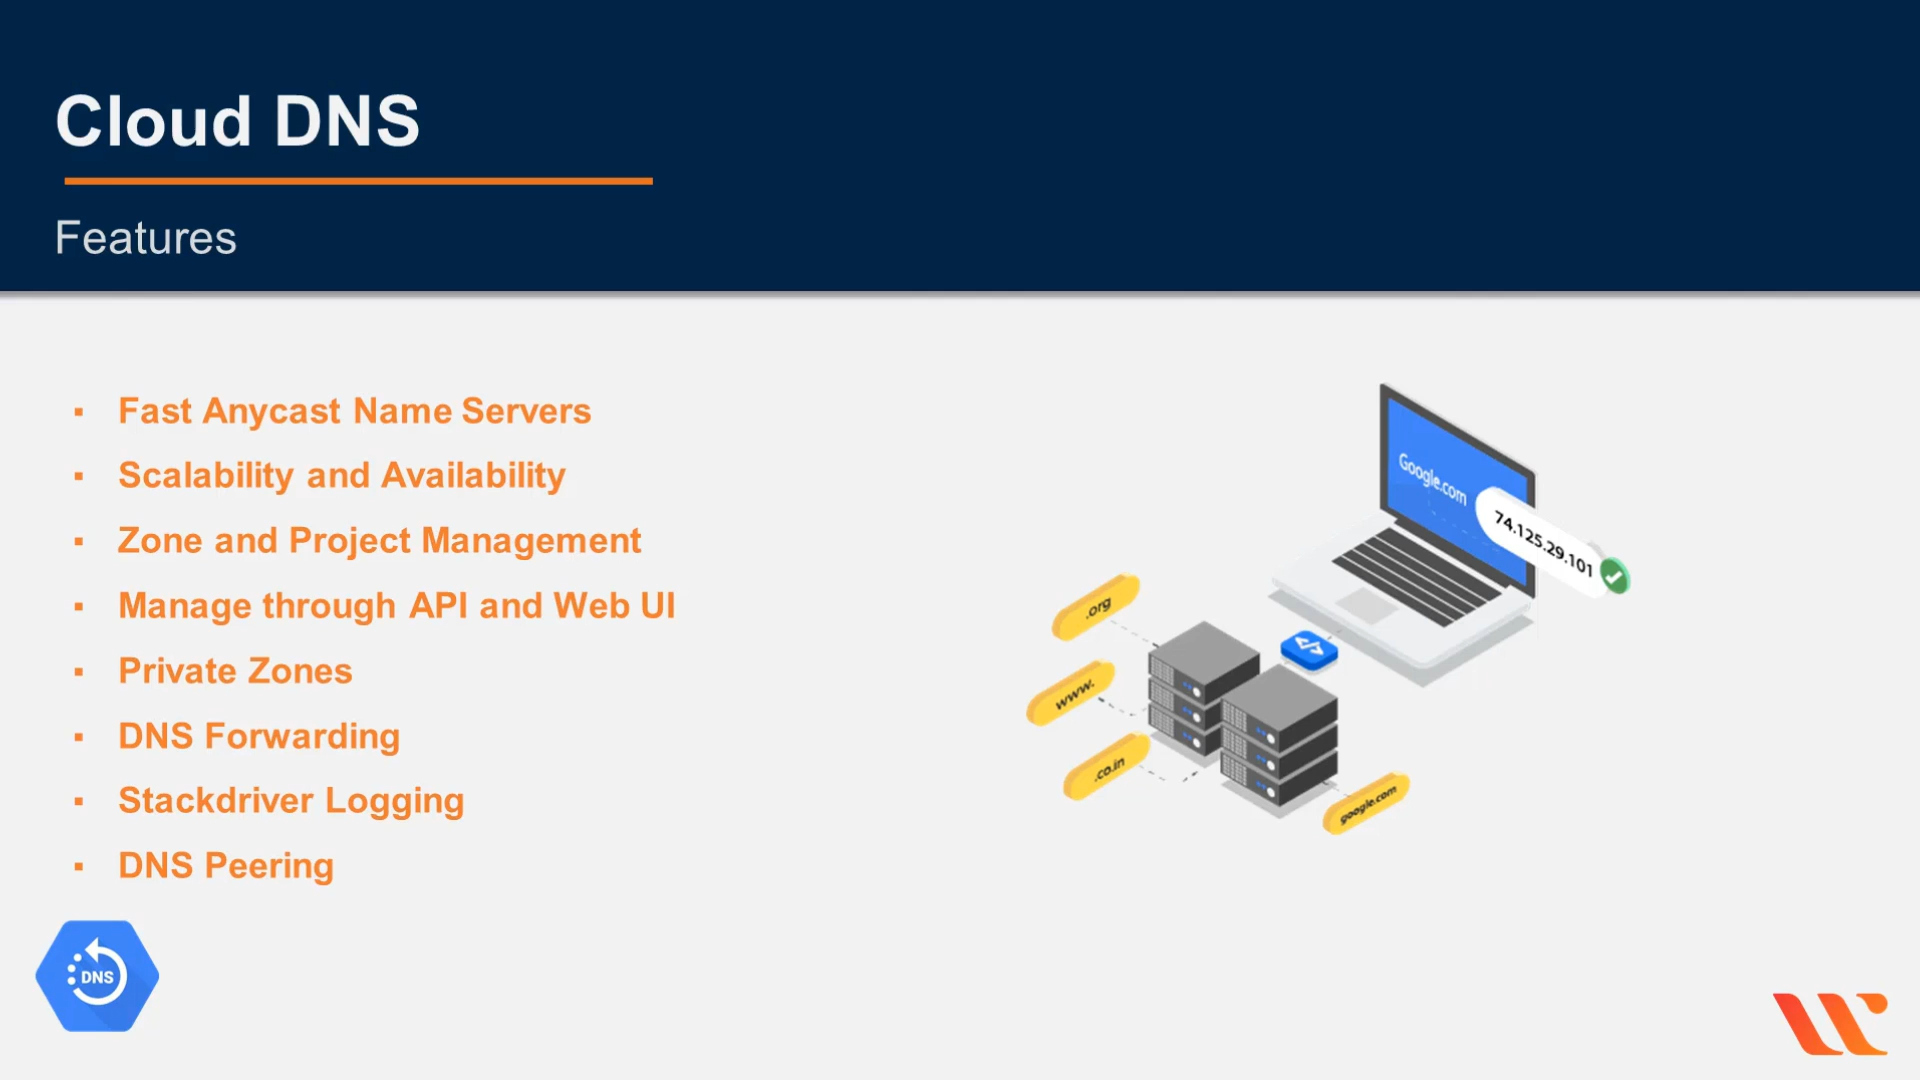 Cloud DNS
Features
▪ Fast Anycast Name Servers
▪ Scalability and Availability
▪ Zone and Project Management
▪ Manage through API and Web UI
▪ Private Zones
▪ DNS Forwarding
▪ Stackdriver Logging
▪ DNS Peering
Google.com
74.125.29.101
.org
www.
.co.in
google.com
DNS